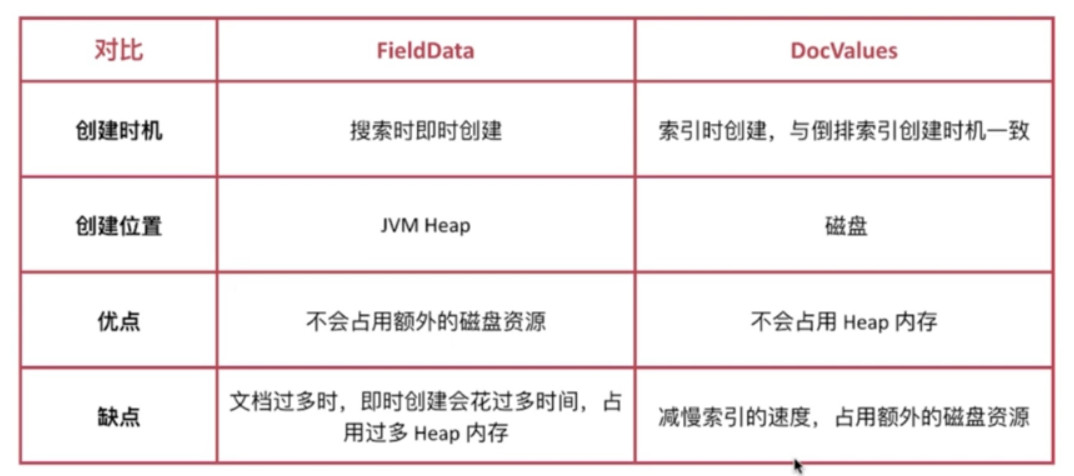 对比 FieldData DocValues
创建时机 搜索时即时创建 索引时创建，与倒排索引创建时机一致
创建位置 JVM Heap 磁盘
优点 不会占用额外的磁盘资源 不会占用 Heap 内存
缺点 文档过多时，即时创建会花过多时间，占
用过多 Heap 内存 减慢索引的速度，占用额外的磁盘资源